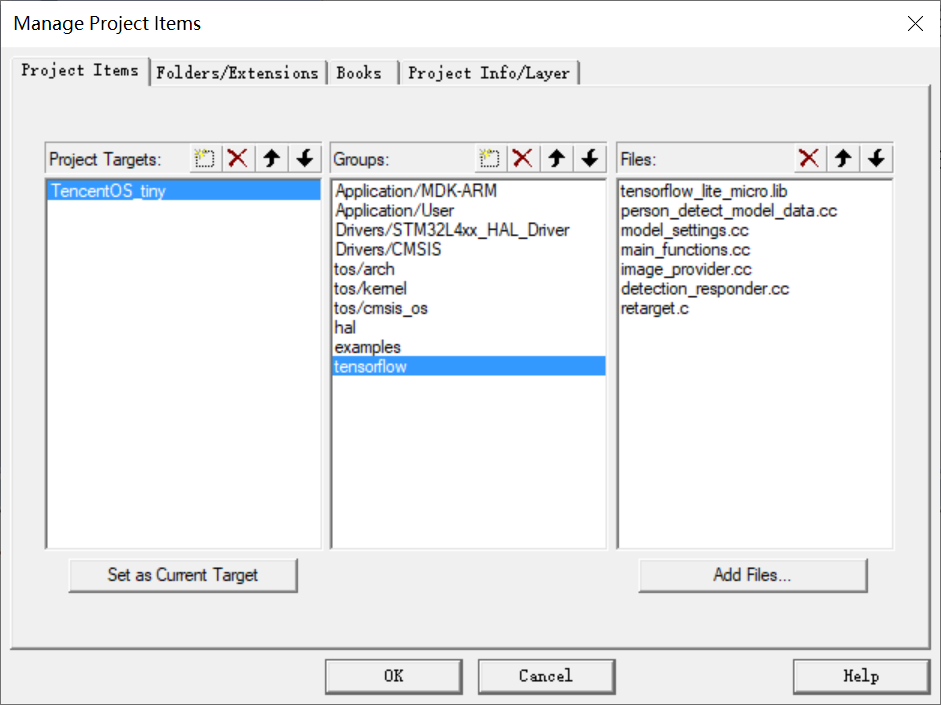 Manage Project Items
Project Items Folders/Extensions Books Project Info/Layer
Project Targets: Groups: Files:
TencentOS_tiny
Application/MDK-ARM
Application/User
Drivers/STM32L4xx_HAL_Driver
Drivers/CMSIS
tos/arch
tos/kernel
tos/cmsis_os
hal
examples
tensorflow
tensorflow_lite_micro.lib
person_detect_model_data.cc
model_settings.cc
main_functions.cc
image_provider.cc
detection_responder.cc
retarget.c
Set as Current Target Add Files...
OK Cancel Help